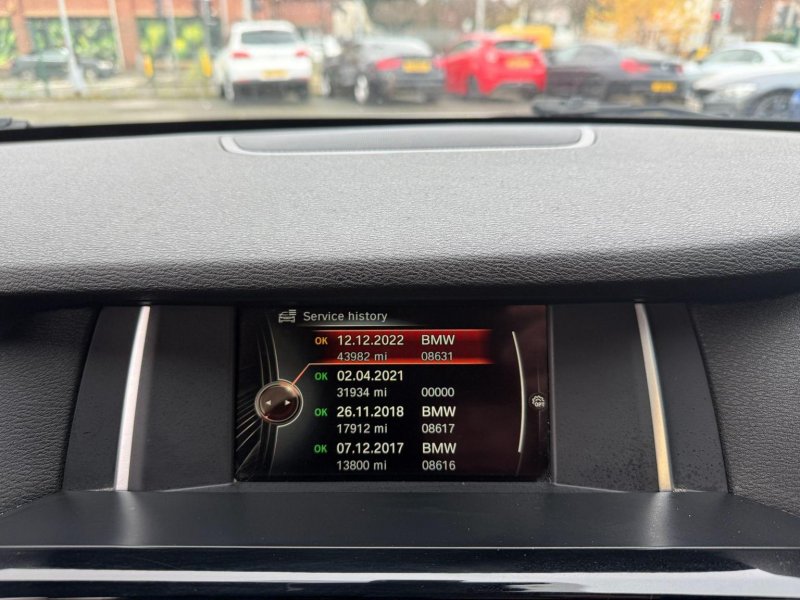 Service history
OK 12.12.2022 BMW
43982 mi 08631
OK 02.04.2021
31934 mi 00000
OK 26.11.2018 BMW
17912 mi 08617
OK 07.12.2017 BMW
13800 mi 08616